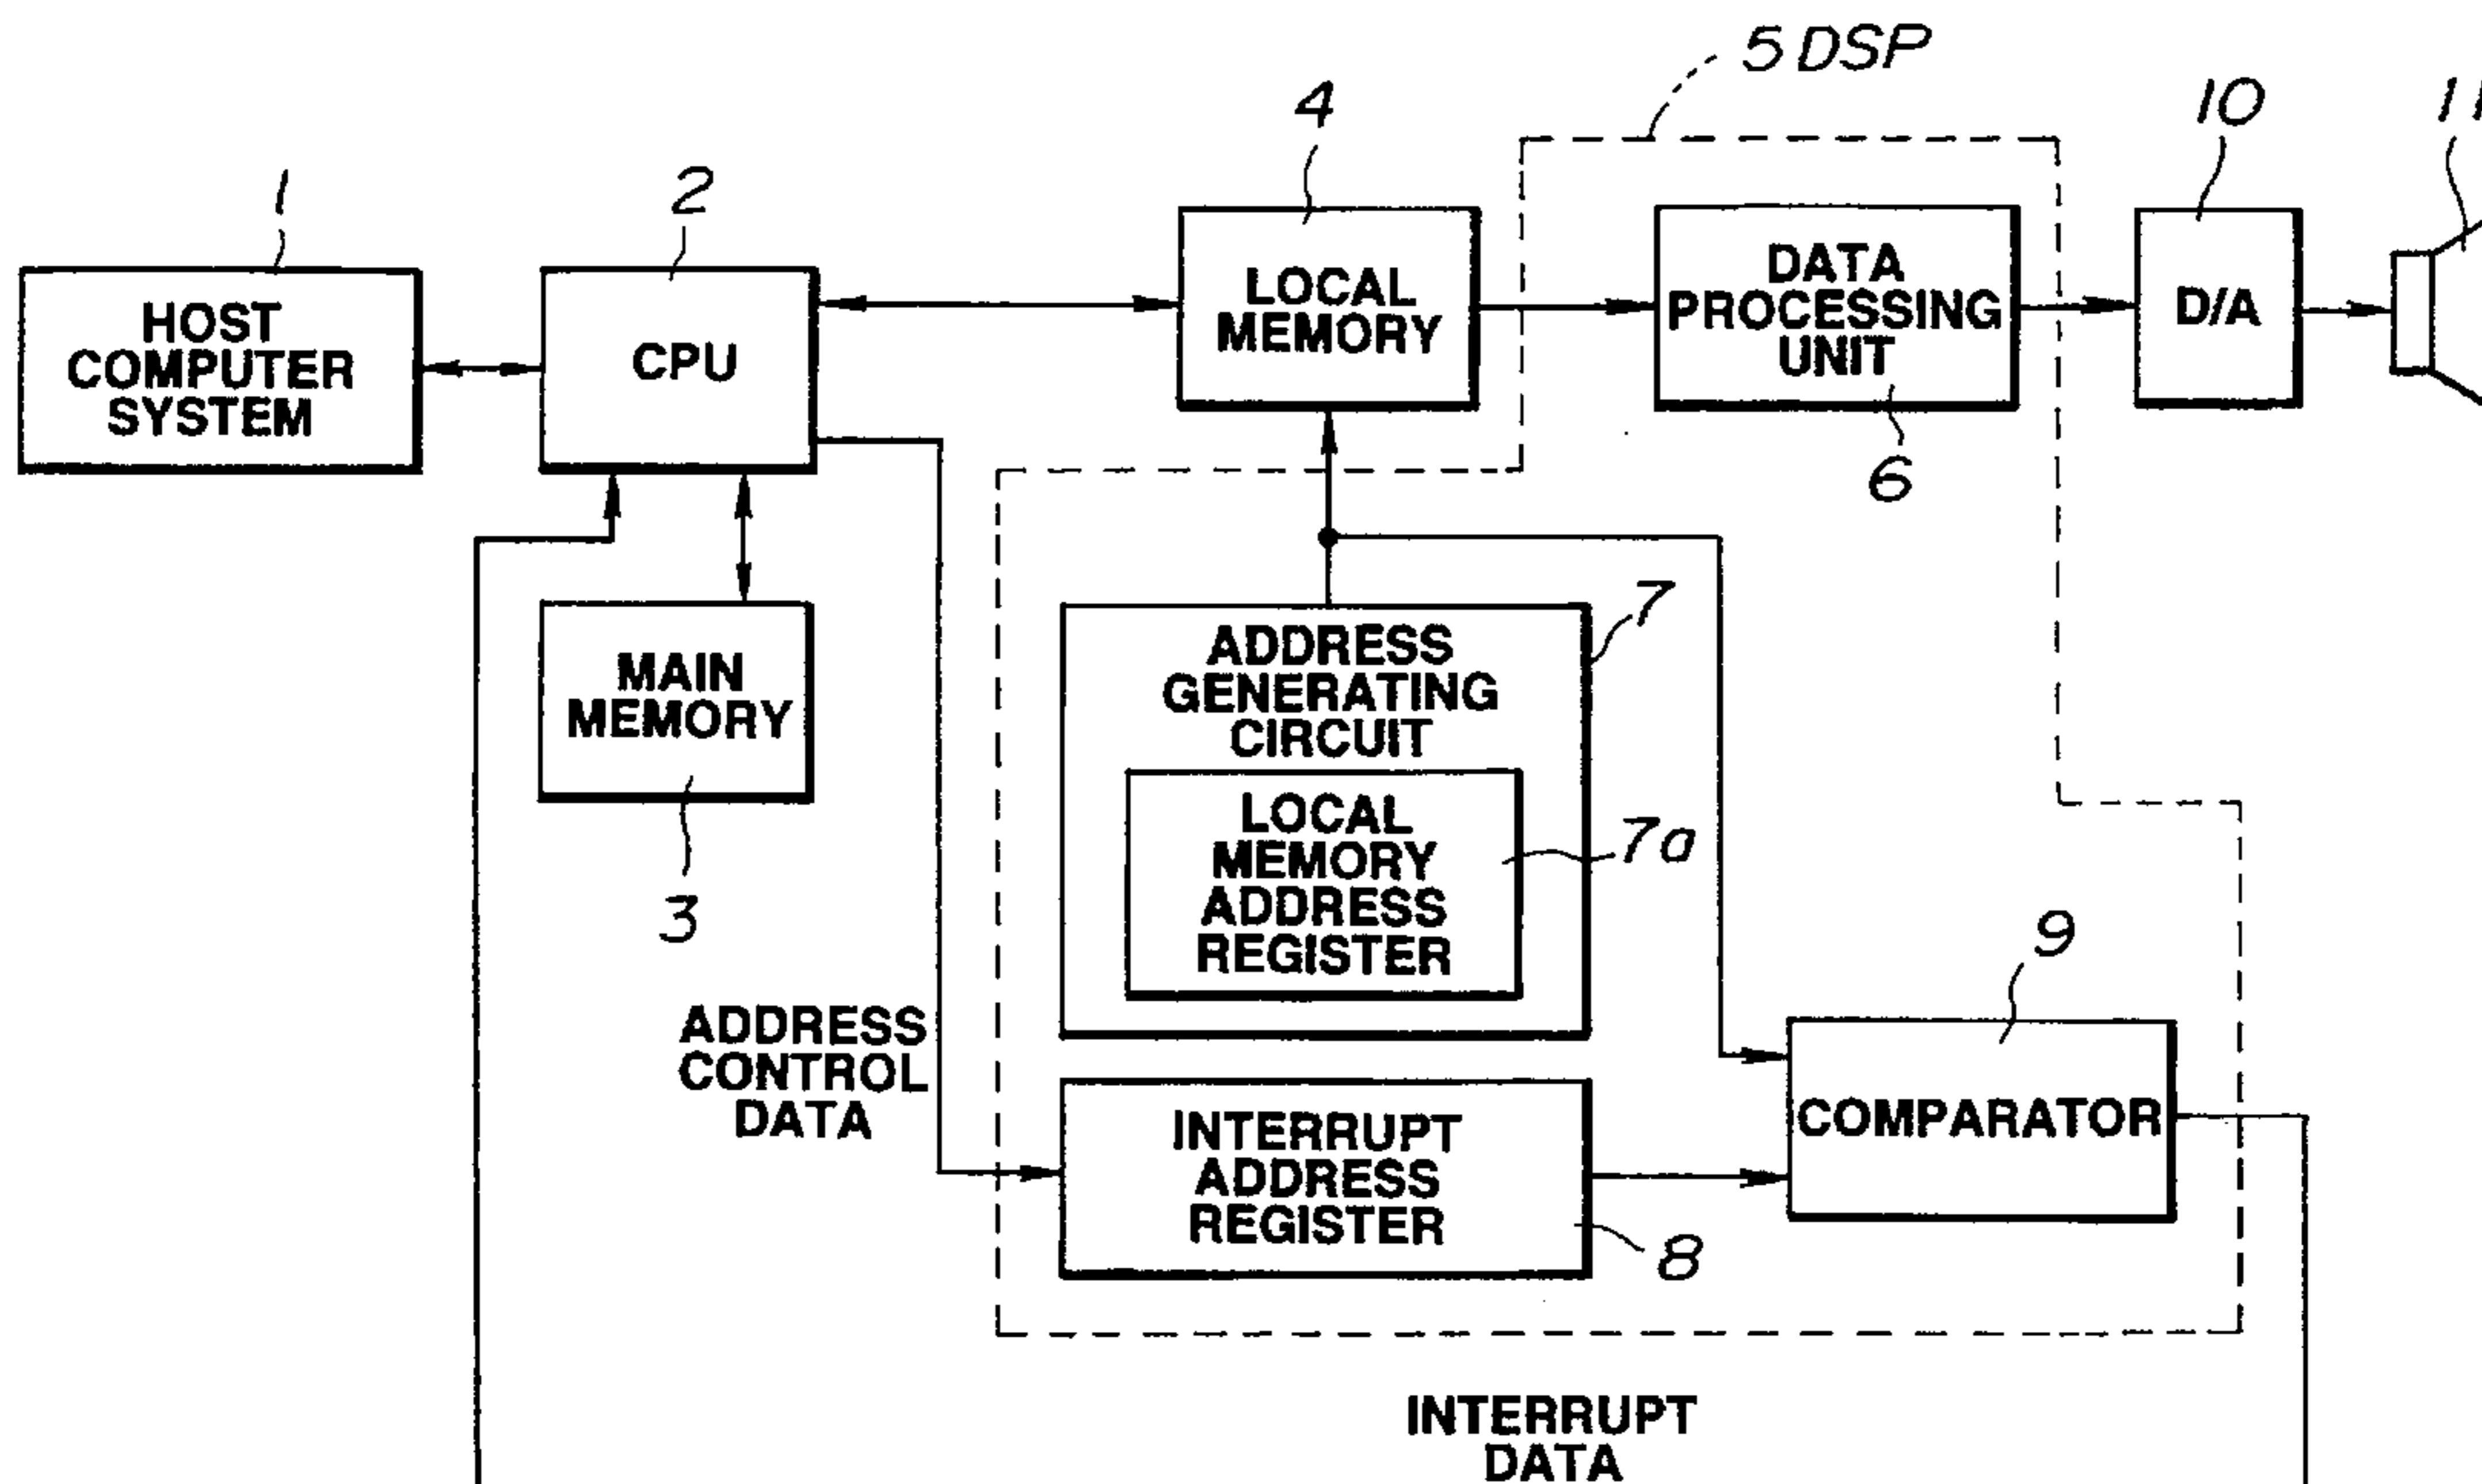 5 DSP
4
10
11
1
2
HOST
COMPUTER
SYSTEM
CPU
LOCAL
MEMORY
DATA
PROCESSING
UNIT
D/A
6
MAIN
MEMORY
3
ADDRESS
GENERATING
CIRCUIT
7
LOCAL
MEMORY
ADDRESS
REGISTER
7a
9
ADDRESS
CONTROL
DATA
INTERRUPT
ADDRESS
REGISTER
8
COMPARATOR
INTERRUPT
DATA